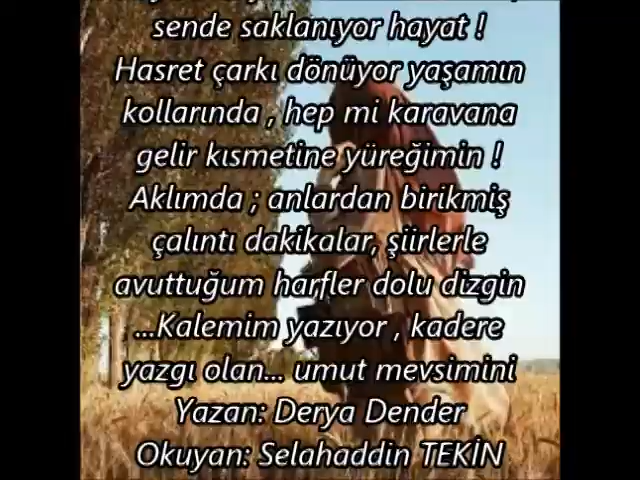 sende saklanıyor hayat !
Hasret çarkı dönüyor yaşamın
kollarında , hep mi karavana
gelir kısmetine yüreğimin !
Aklımda ; anlardan birikmiş
çalıntı dakikalar, şiirlerle
avuttuğum harfler dolu dizgin
...Kalemim yazıyor , kadere
yazgı olan... umut mevsimini
Yazan: Derya Dender
Okuyan: Selahaddin TEKİN